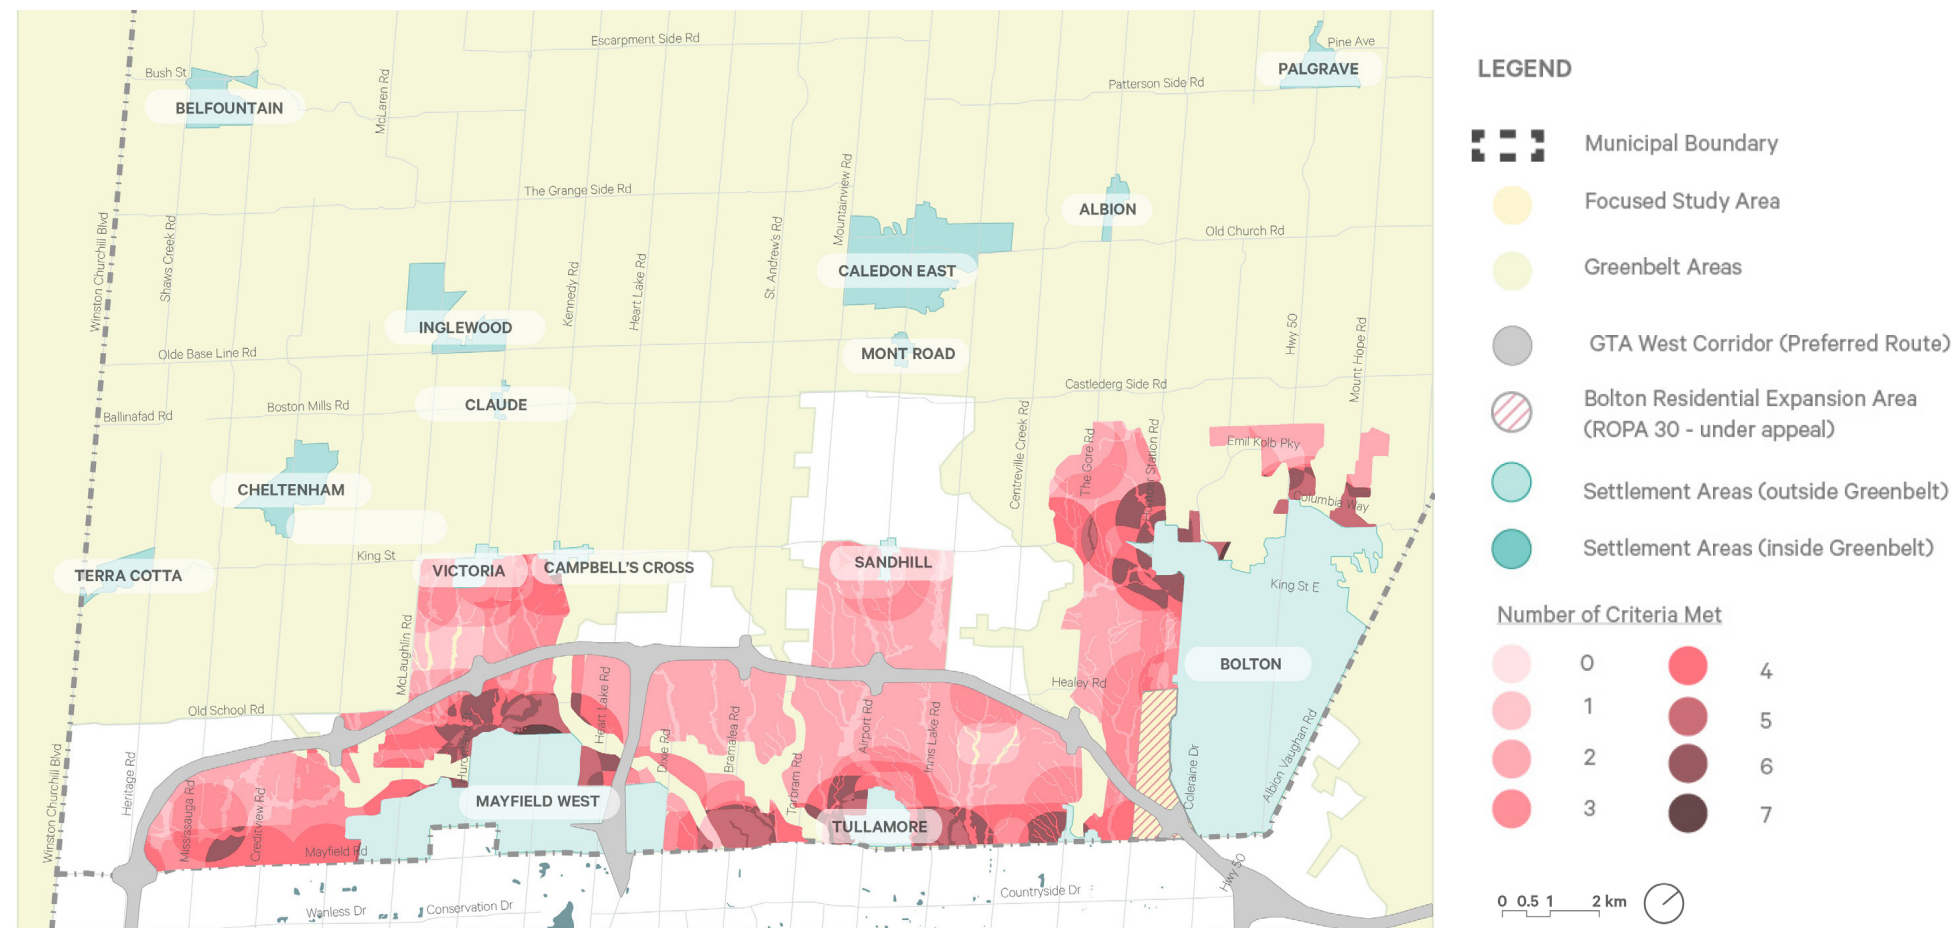 Escarpment Side Rd
Pine Ave
PALGRAVE
Bush St
Patterson Side Rd
BELFOUNTAIN
McLaren Rd
The Grange Side Rd
Mountainview Rd
ALBION
Old Church Rd
Winston Churchill Blvd
Shaws Creek Rd
Kennedy Rd
Heart Lake Rd
St. Andrew's Rd
CALEDON EAST
INGLEWOOD
Hwy 50
Mount Hope Rd
Olde Base Line Rd
MONT ROAD
Castlederg Side Rd
CLAUDE
Boston Mills Rd
Ballinafad Rd
Centreville Creek Rd
The Gore Rd
Station Rd
Emil Kolb Pky
CHELTENHAM
Columbia Way
King St
TERRA COTTA
VICTORIA
CAMPBELL'S CROSS
SANDHILL
King St E
McLaughlin Rd
BOLTON
Healey Rd
Old School Rd
Heart Lake Rd
Dixie Rd
Bramalea Rd
Torbram Rd
Airport Rd
Innis Lake Rd
Coleraine Dr
Albion Vaughan Rd
Winston Churchill Blvd
Heritage Rd
Mississauga Rd
Creditview Rd
MAYFIELD WEST
TULLAMORE
Mayfield Rd
Hwy 50
Countryside Dr
Wanless Dr
Conservation Dr
LEGEND
Municipal Boundary
Focused Study Area
Greenbelt Areas
GTA West Corridor (Preferred Route)
Bolton Residential Expansion Area
(ROPA 30 - under appeal)
Settlement Areas (outside Greenbelt)
Settlement Areas (inside Greenbelt)
Number of Criteria Met
0 4
1 5
2 6
3 7
0 0.5 1 2 km